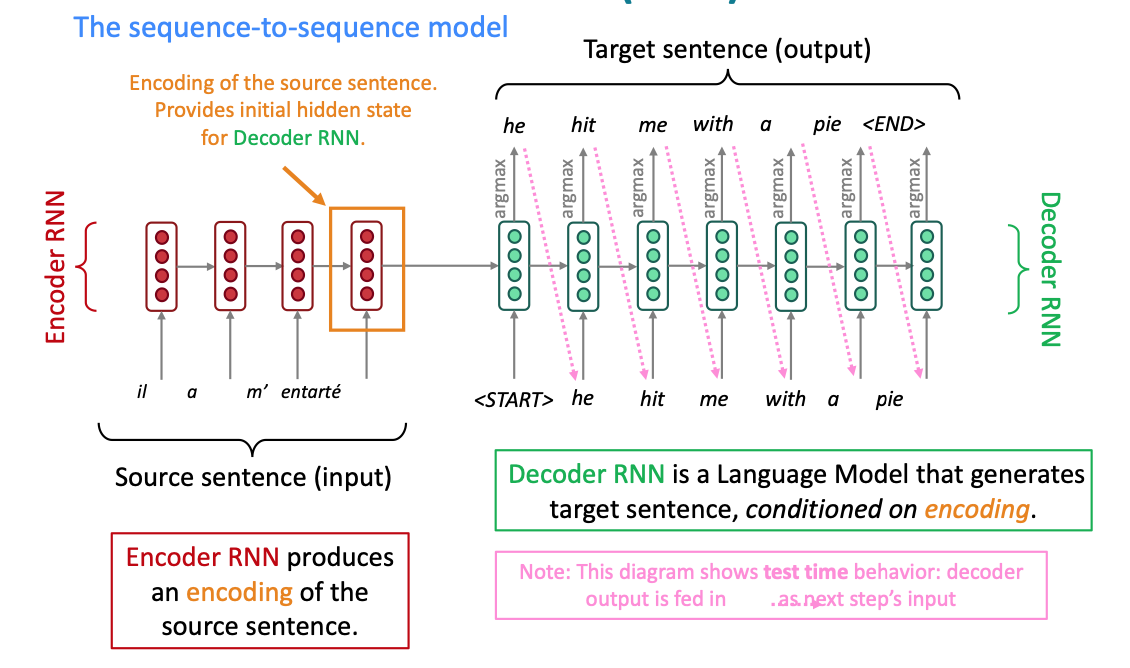 The sequence-to-sequence model
Target sentence (output)
Encoding of the source sentence.
Provides initial hidden state
for Decoder RNN.
he hit me with a pie <END>
argmax argmax argmax argmax argmax argmax argmax
Encoder RNN
Decoder RNN
il a m’ entarté
<START> he hit me with a pie
Source sentence (input)
Decoder RNN is a Language Model that generates
target sentence, conditioned on encoding.
Encoder RNN produces
an encoding of the
source sentence.
Note: This diagram shows test time behavior: decoder
output is fed in as next step’s input